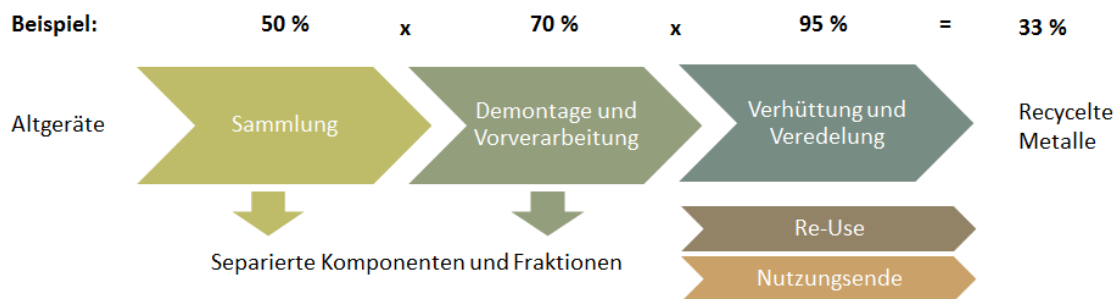 Beispiel: 50 % x 70 % x 95 % = 33 %
Altgeräte
Sammlung
Demontage und
Vorverarbeitung
Verhüttung und
Veredelung
Recycelte
Metalle
Separierte Komponenten und Fraktionen
Re-Use
Nutzungsende